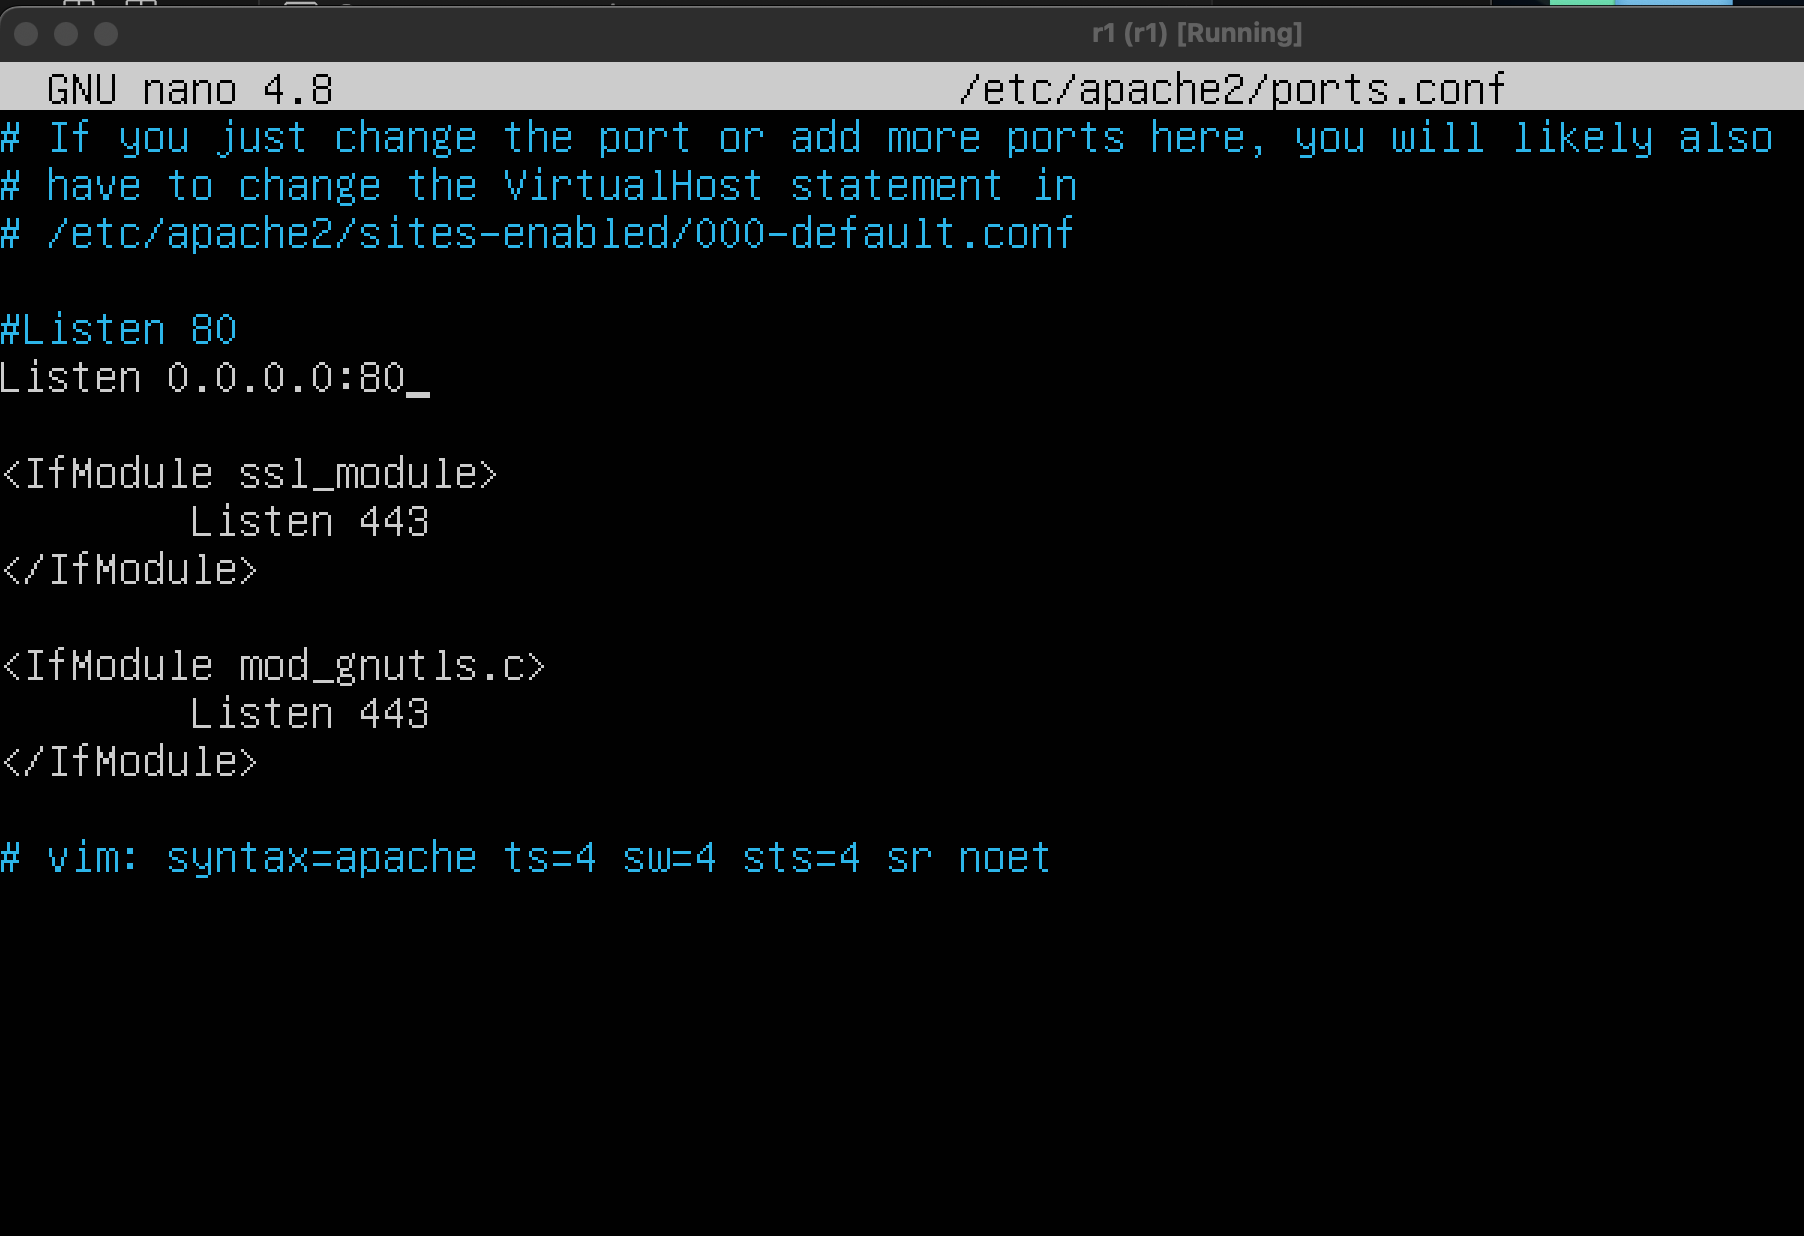 r1 (r1) [Running]
GNU nano 4.8 /etc/apache2/ports.conf
# If you just change the port or add more ports here, you will likely also
# have to change the VirtualHost statement in
# /etc/apache2/sites-enabled/000-default.conf
#Listen 80
Listen 0.0.0.0:80
<IfModule ssl_module>
Listen 443
</IfModule>
<IfModule mod_gnutls.c>
Listen 443
</IfModule>
# vim: syntax=apache ts=4 sw=4 sts=4 sr noet